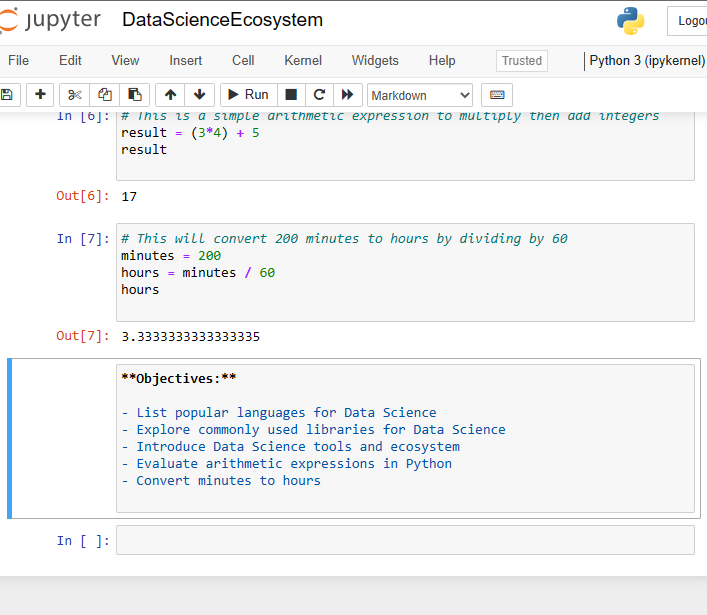 jupyter DataScienceEcosystem Logou
File Edit View Insert Cell Kernel Widgets Help Trusted Python 3 (ipykernel)
Run Markdown
In [6]: # This is a simple arithmetic expression to multiply then add integers
result = (3*4) + 5
result
Out[6]: 17
In [7]: # This will convert 200 minutes to hours by dividing by 60
minutes = 200
hours = minutes / 60
hours
Out[7]: 3.3333333333333335
**Objectives:**
- List popular languages for Data Science
- Explore commonly used libraries for Data Science
- Introduce Data Science tools and ecosystem
- Evaluate arithmetic expressions in Python
- Convert minutes to hours
In [ ]: